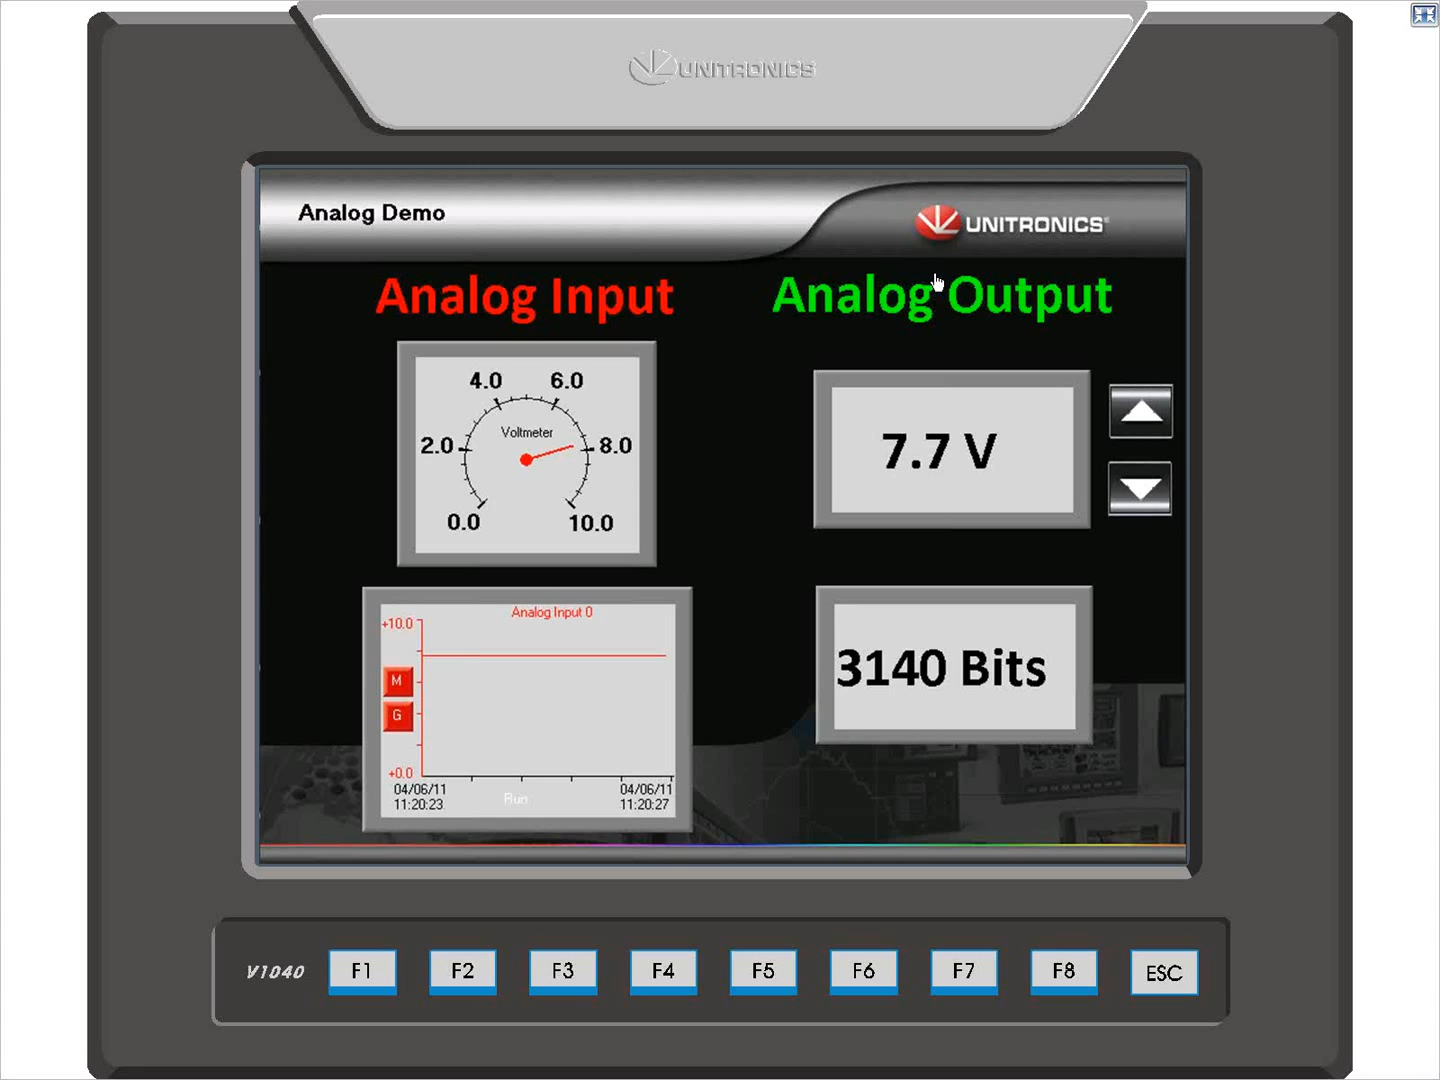 UNITRONICS
Analog Demo
UNITRONICS®
Analog Input
Analog Output
4.0 6.0
Voltmeter
2.0 8.0
0.0 10.0
7.7 V
Analog Input 0
+10.0
M
G
+0.0
04/06/11 04/06/11
11:20:23 Run 11:20:27
3140 Bits
V1040 F1 F2 F3 F4 F5 F6 F7 F8 ESC